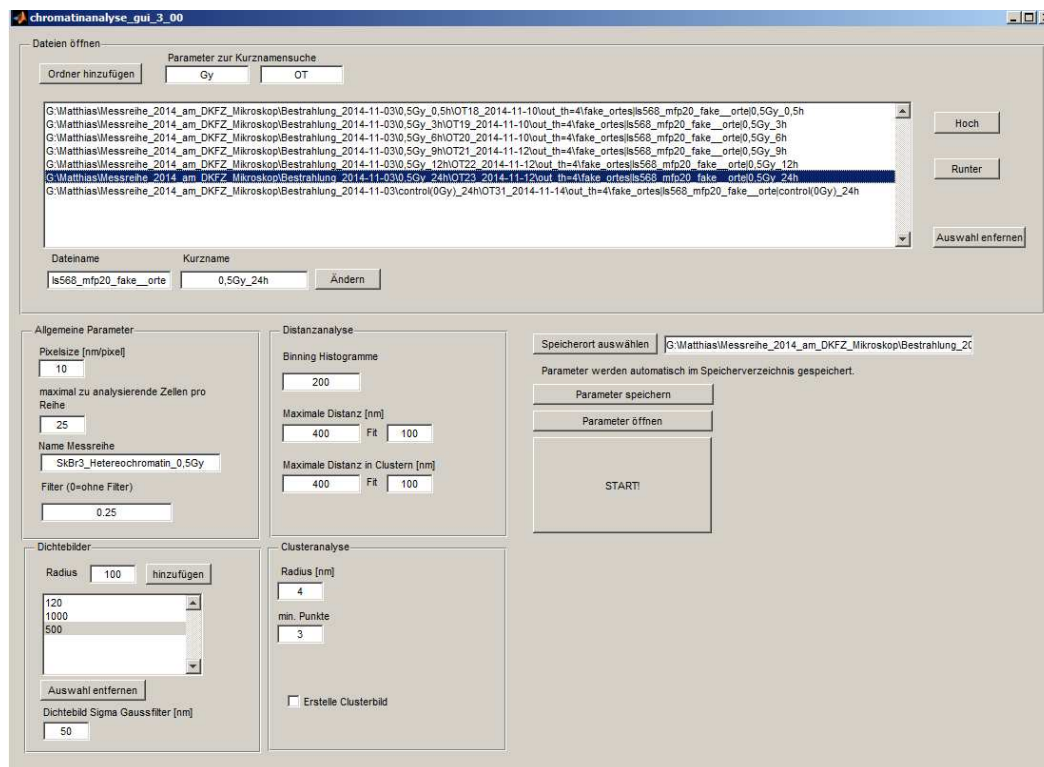 chromatinanalyse_gui_3_00
Dateien öffnen
Parameter zur Kurznamensuche
Ordner hinzufügen Gy OT
G:\Matthias\Messreihe_2014_am_DKFZ_Mikroskop\Bestrahlung_2014-11-03\0,5Gy_0,5h\OT18_2014-11-10\out_th=4\fake_ortes|ls568_mfp20_fake__orte|0,5Gy_0,5h
G:\Matthias\Messreihe_2014_am_DKFZ_Mikroskop\Bestrahlung_2014-11-03\0,5Gy_3h\OT19_2014-11-10\out_th=4\fake_ortes|ls568_mfp20_fake__orte|0,5Gy_3h
G:\Matthias\Messreihe_2014_am_DKFZ_Mikroskop\Bestrahlung_2014-11-03\0,5Gy_6h\OT20_2014-11-10\out_th=4\fake_ortes|ls568_mfp20_fake__orte|0,5Gy_6h
G:\Matthias\Messreihe_2014_am_DKFZ_Mikroskop\Bestrahlung_2014-11-03\0,5Gy_9h\OT21_2014-11-12\out_th=4\fake_ortes|ls568_mfp20_fake__orte|0,5Gy_9h
G:\Matthias\Messreihe_2014_am_DKFZ_Mikroskop\Bestrahlung_2014-11-03\0,5Gy_12h\OT22_2014-11-12\out_th=4\fake_ortes|ls568_mfp20_fake__orte|0,5Gy_12h
G:\Matthias\Messreihe_2014_am_DKFZ_Mikroskop\Bestrahlung_2014-11-03\0,5Gy_24h\OT23_2014-11-12\out_th=4\fake_ortes|ls568_mfp20_fake__orte|0,5Gy_24h
G:\Matthias\Messreihe_2014_am_DKFZ_Mikroskop\Bestrahlung_2014-11-03\control(0Gy)_24h\OT31_2014-11-14\out_th=4\fake_ortes|ls568_mfp20_fake__orte|control(0Gy)_24h
Hoch
Runter
Auswahl enfernen
Dateiname Kurzname
ls568_mfp20_fake__orte 0,5Gy_24h Ändern
Allgemeine Parameter
Pixelsize [nm/pixel]
10
maximal zu analysierende Zellen pro
Reihe
25
Name Messreihe
SkBr3_Hetereochromatin_0,5Gy
Filter (0=ohne Filter)
0.25
Distanzanalyse
Binning Histogramme
200
Maximale Distanz [nm]
400 Fit 100
Maximale Distanz in Clustern [nm]
400 Fit 100
Speicherort auswählen G:\Matthias\Messreihe_2014_am_DKFZ_Mikroskop\Bestrahlung_20
Parameter werden automatisch im Speicherverzeichnis gespeichert.
Parameter speichern
Parameter öffnen
START!
Dichtebilder
Radius 100 hinzufügen
120
1000
500
Auswahl entfernen
Dichtebild Sigma Gaussfilter [nm]
50
Clusteranalyse
Radius [nm]
4
min. Punkte
3
Erstelle Clusterbild